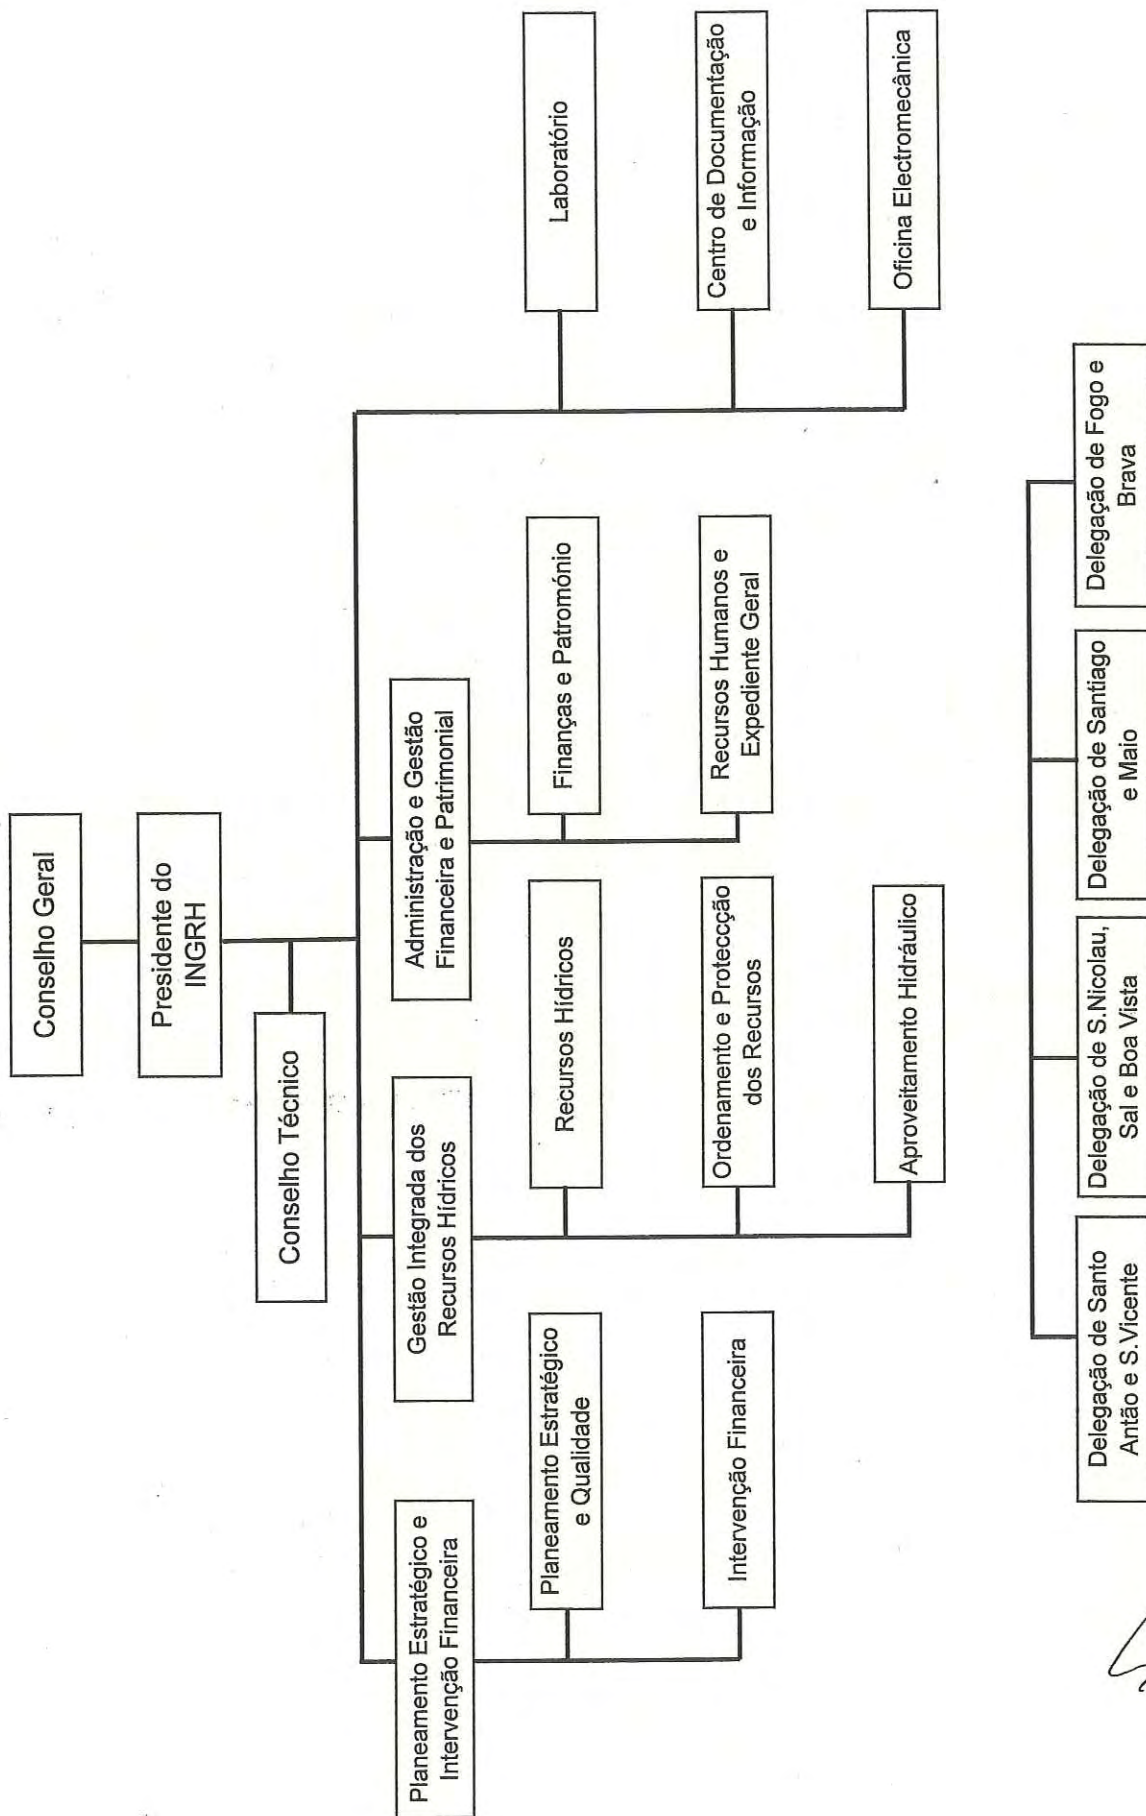 Conselho Geral
Presidente do
INGRH
Conselho Técnico
Planeamento Estratégico e
Intervenção Financeira
Gestão Integrada dos
Recursos Hídricos
Administração e Gestão
Financeira e Patrimonial
Planeamento Estratégico
e Qualidade
Recursos Hídricos
Finanças e Patromónio
Laboratório
Intervenção Financeira
Ordenamento e Proteccção
dos Recursos
Recursos Humanos e
Expediente Geral
Centro de Documentação
e Informação
Aproveitamento Hidráulico
Oficina Electromecânica
Delegação de Santo
Antão e S.Vicente
Delegação de S.Nicolau,
Sal e Boa Vista
Delegação de Santiago
e Maio
Delegação de Fogo e
Brava